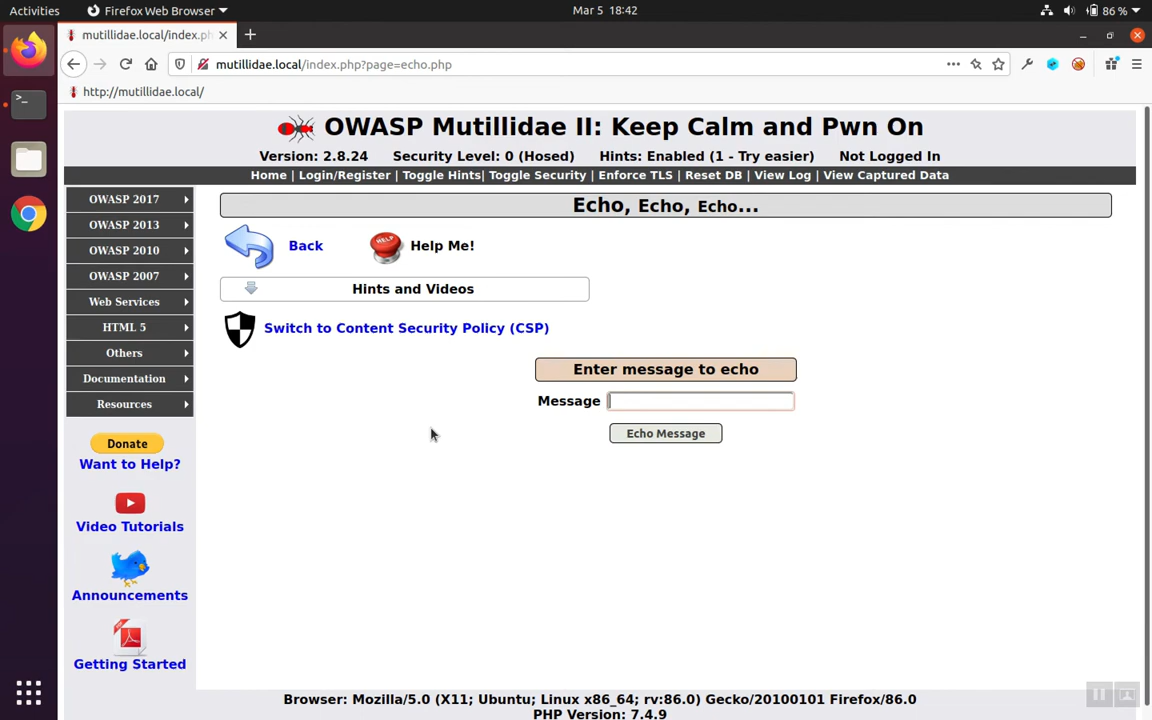 Activities
Firefox Web Browser
Mar 5 18:42
86 %
mutillidae.local/index.ph
mutillidae.local/index.php?page=echo.php
http://mutillidae.local/
OWASP Mutillidae II: Keep Calm and Pwn On
Version: 2.8.24 Security Level: 0 (Hosed) Hints: Enabled (1 - Try easier) Not Logged In
Home | Login/Register | Toggle Hints| Toggle Security | Enforce TLS | Reset DB | View Log | View Captured Data
OWASP 2017
OWASP 2013
OWASP 2010
OWASP 2007
Web Services
HTML 5
Others
Documentation
Resources
Donate
Want to Help?
Video Tutorials
Announcements
Getting Started
Echo, Echo, Echo...
Back
HELP
Help Me!
Hints and Videos
Switch to Content Security Policy (CSP)
Enter message to echo
Message
Echo Message
Browser: Mozilla/5.0 (X11; Ubuntu; Linux x86_64; rv:86.0) Gecko/20100101 Firefox/86.0
PHP Version: 7.4.9